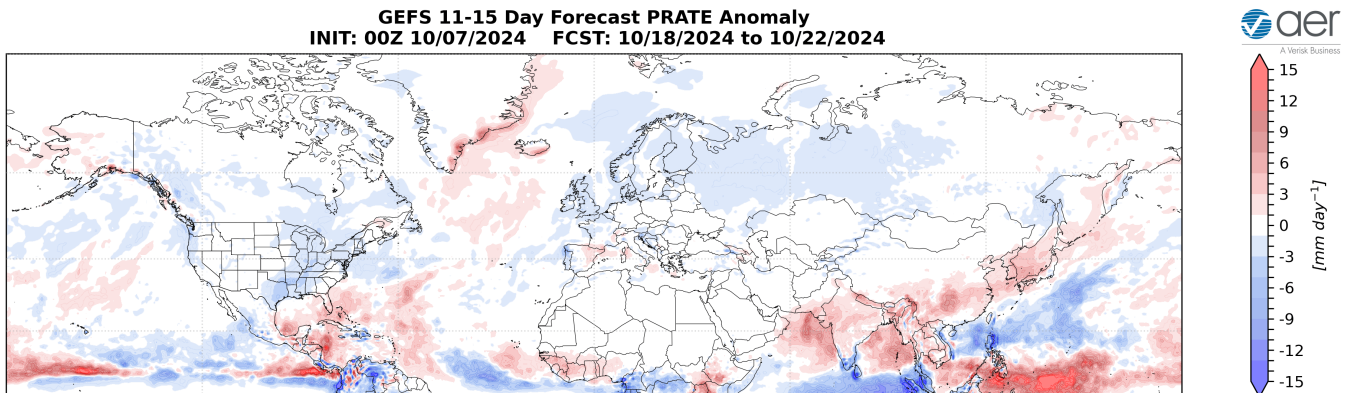 GEFS 11-15 Day Forecast PRATE Anomaly
INIT: 00Z 10/07/2024    FCST: 10/18/2024 to 10/22/2024
aer
A Verisk Business
15
12
9
6
3
0
-3
-6
-9
-12
-15
[mm day⁻¹]